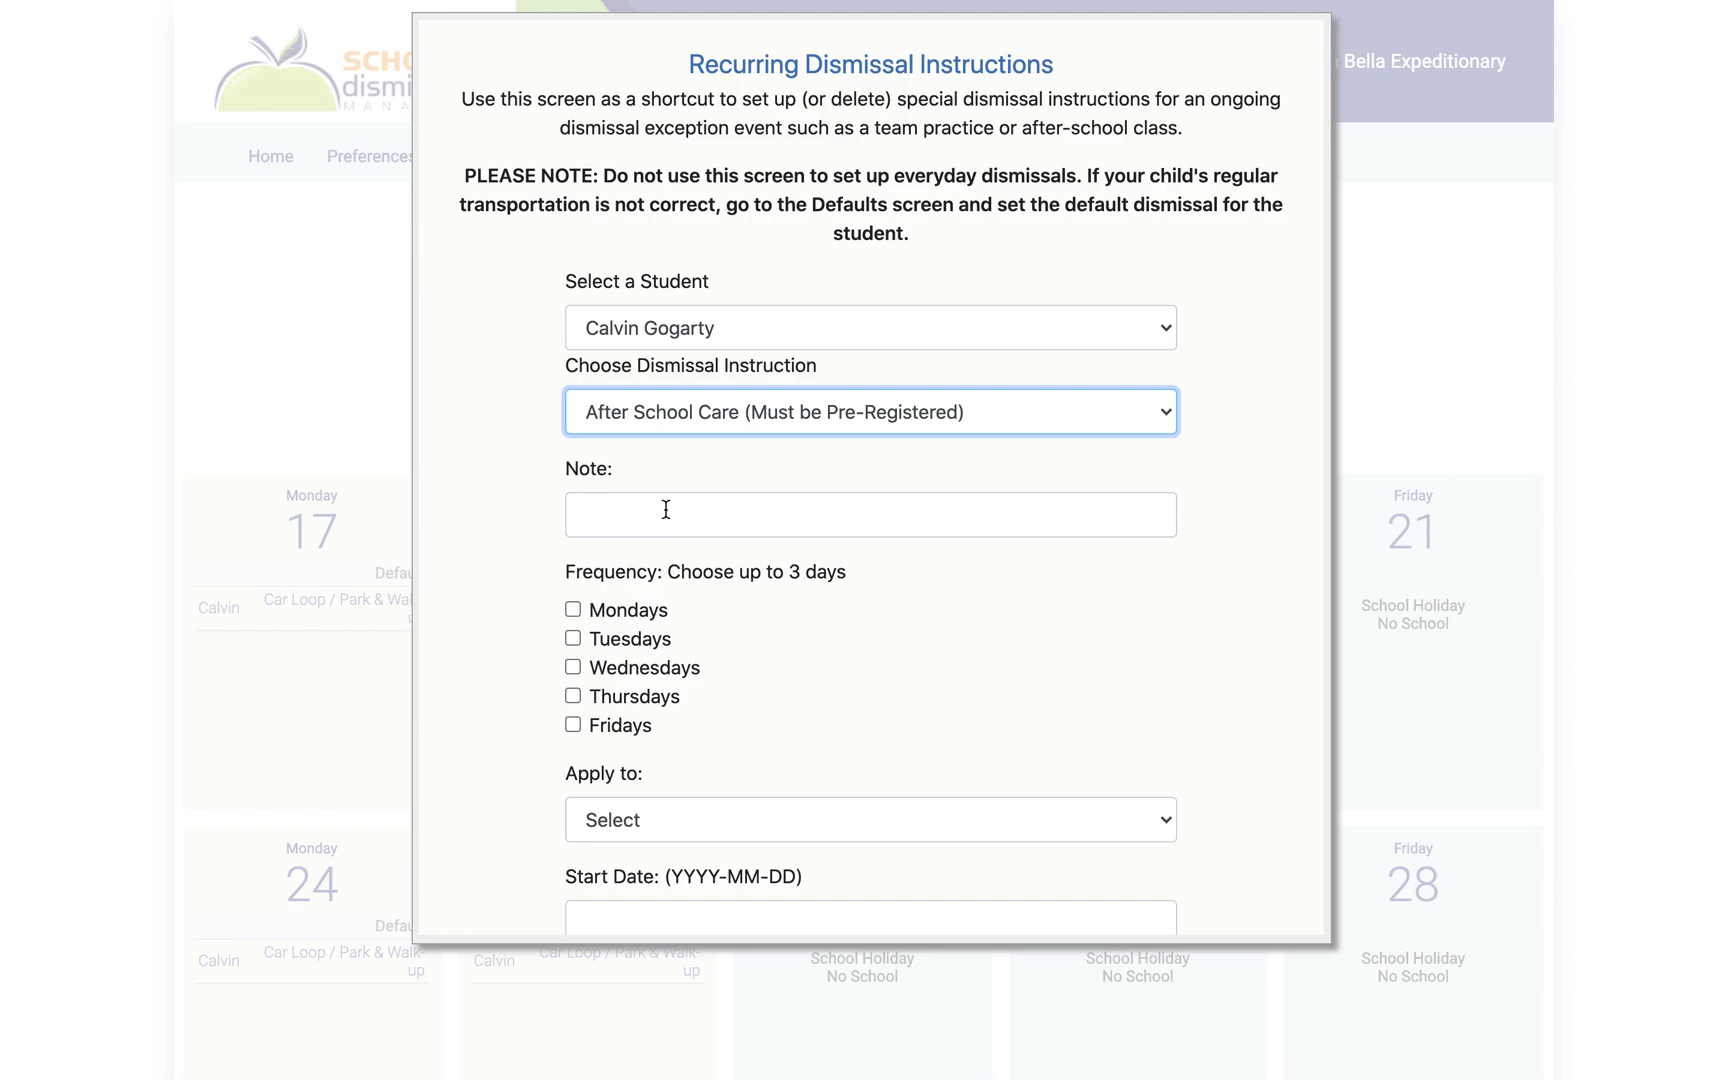 SCHO
dismi
MANA
Bella Expeditionary
Home
Preferences
Recurring Dismissal Instructions
Use this screen as a shortcut to set up (or delete) special dismissal instructions for an ongoing
dismissal exception event such as a team practice or after-school class.
PLEASE NOTE: Do not use this screen to set up everyday dismissals. If your child's regular
transportation is not correct, go to the Defaults screen and set the default dismissal for the
student.
Select a Student
Calvin Gogarty
Choose Dismissal Instruction
After School Care (Must be Pre-Registered)
Note:
Frequency: Choose up to 3 days
Mondays
Tuesdays
Wednesdays
Thursdays
Fridays
Apply to:
Select
Start Date: (YYYY-MM-DD)
Monday
17
Defau
Calvin
Car Loop / Park & Wal
Friday
21
School Holiday
No School
Monday
24
Defau
Calvin
Car Loop / Park & Walk-
up
Calvin
Car Loop / Park & Walk-
up
School Holiday
No School
School Holiday
No School
Friday
28
School Holiday
No School